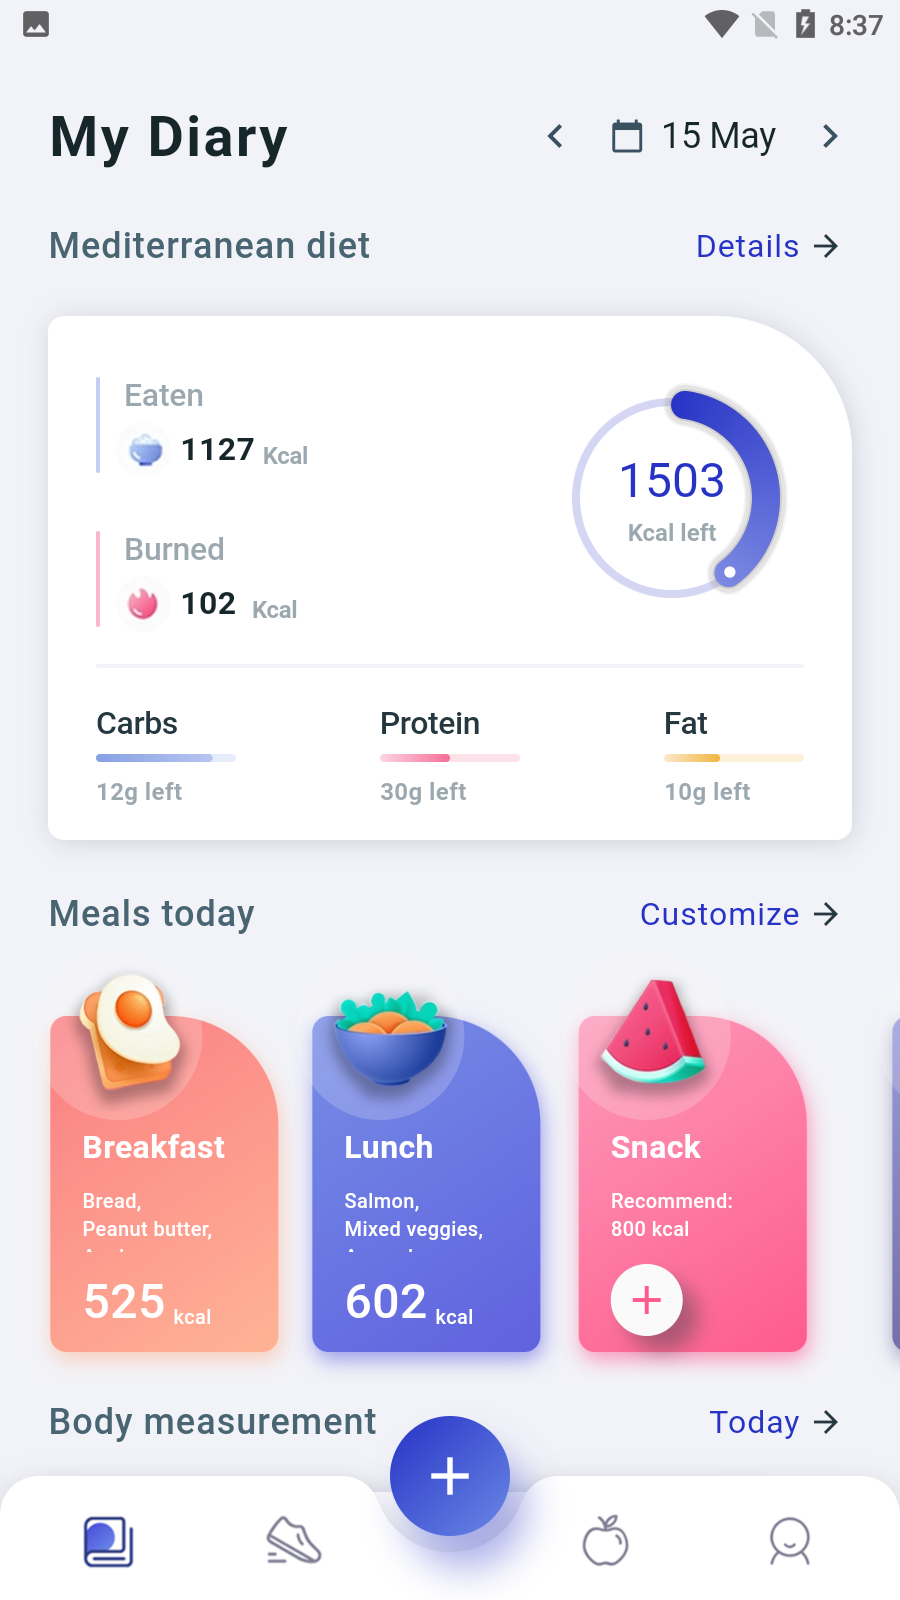 8:37
My Diary
15 May
Mediterranean diet
Details
Eaten
1127 Kcal
1503
Kcal left
Burned
102 Kcal
Carbs
Protein
Fat
12g left
30g left
10g left
Meals today
Customize
Breakfast
Bread,
Peanut butter,
525 kcal
Lunch
Salmon,
Mixed veggies,
602 kcal
Snack
Recommend:
800 kcal
Body measurement
Today